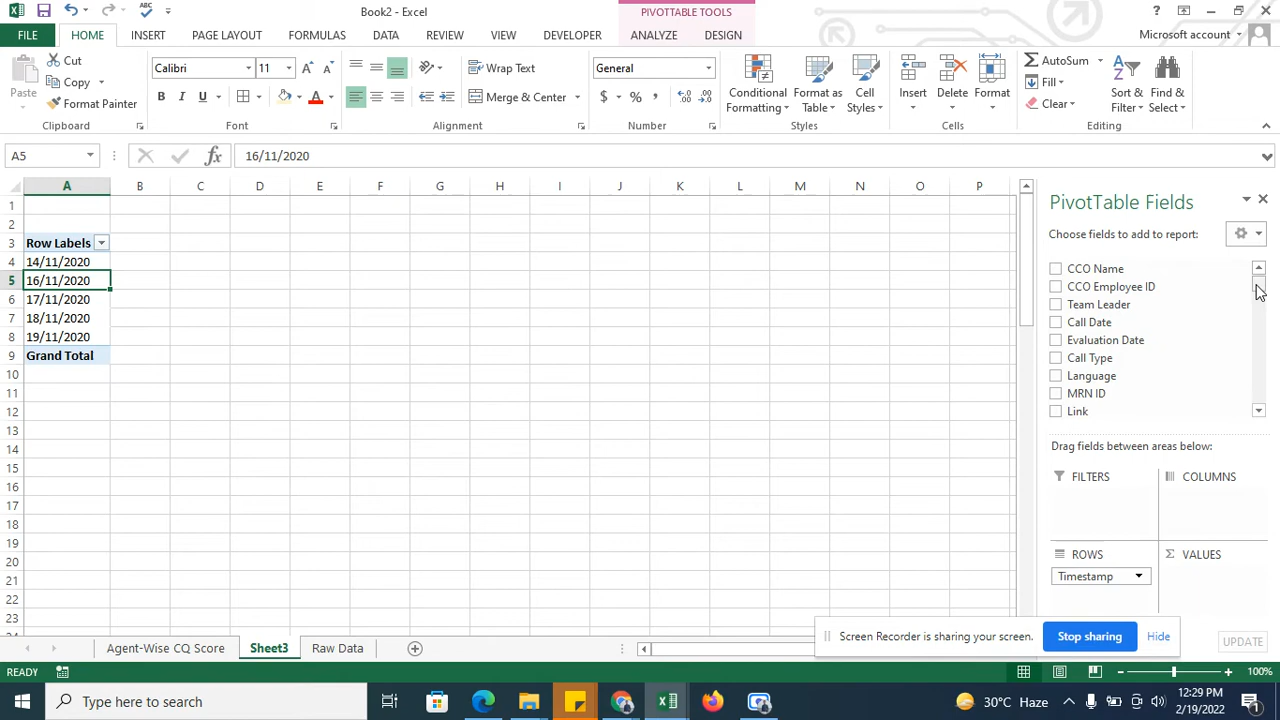 Book2 - Excel
PIVOTTABLE TOOLS
FILE HOME INSERT PAGE LAYOUT FORMULAS DATA REVIEW VIEW DEVELOPER ANALYZE DESIGN Microsoft account
Paste
Cut
Copy
Format Painter
Calibri 11
B I U A
Wrap Text
Merge & Center
General
$ % ,
Conditional Formatting
Format as Table
Cell Styles
Insert Delete Format
AutoSum
Fill
Clear
Sort & Filter
Find & Select
Clipboard Font Alignment Number Styles Cells Editing
A5 fx 16/11/2020
A B C D E F G H I J K L M N O P
1
2
3 Row Labels
4 14/11/2020
5 16/11/2020
6 17/11/2020
7 18/11/2020
8 19/11/2020
9 Grand Total
10
11
12
13
14
15
16
17
18
19
20
21
22
23
PivotTable Fields
Choose fields to add to report:
CCO Name
CCO Employee ID
Team Leader
Call Date
Evaluation Date
Call Type
Language
MRN ID
Link
Drag fields between areas below:
FILTERS COLUMNS
ROWS VALUES
Timestamp
UPDATE
Screen Recorder is sharing your screen. Stop sharing Hide
Agent-Wise CQ Score Sheet3 Raw Data
READY 100%
Type here to search
30°C Haze
12:29 PM
2/19/2022